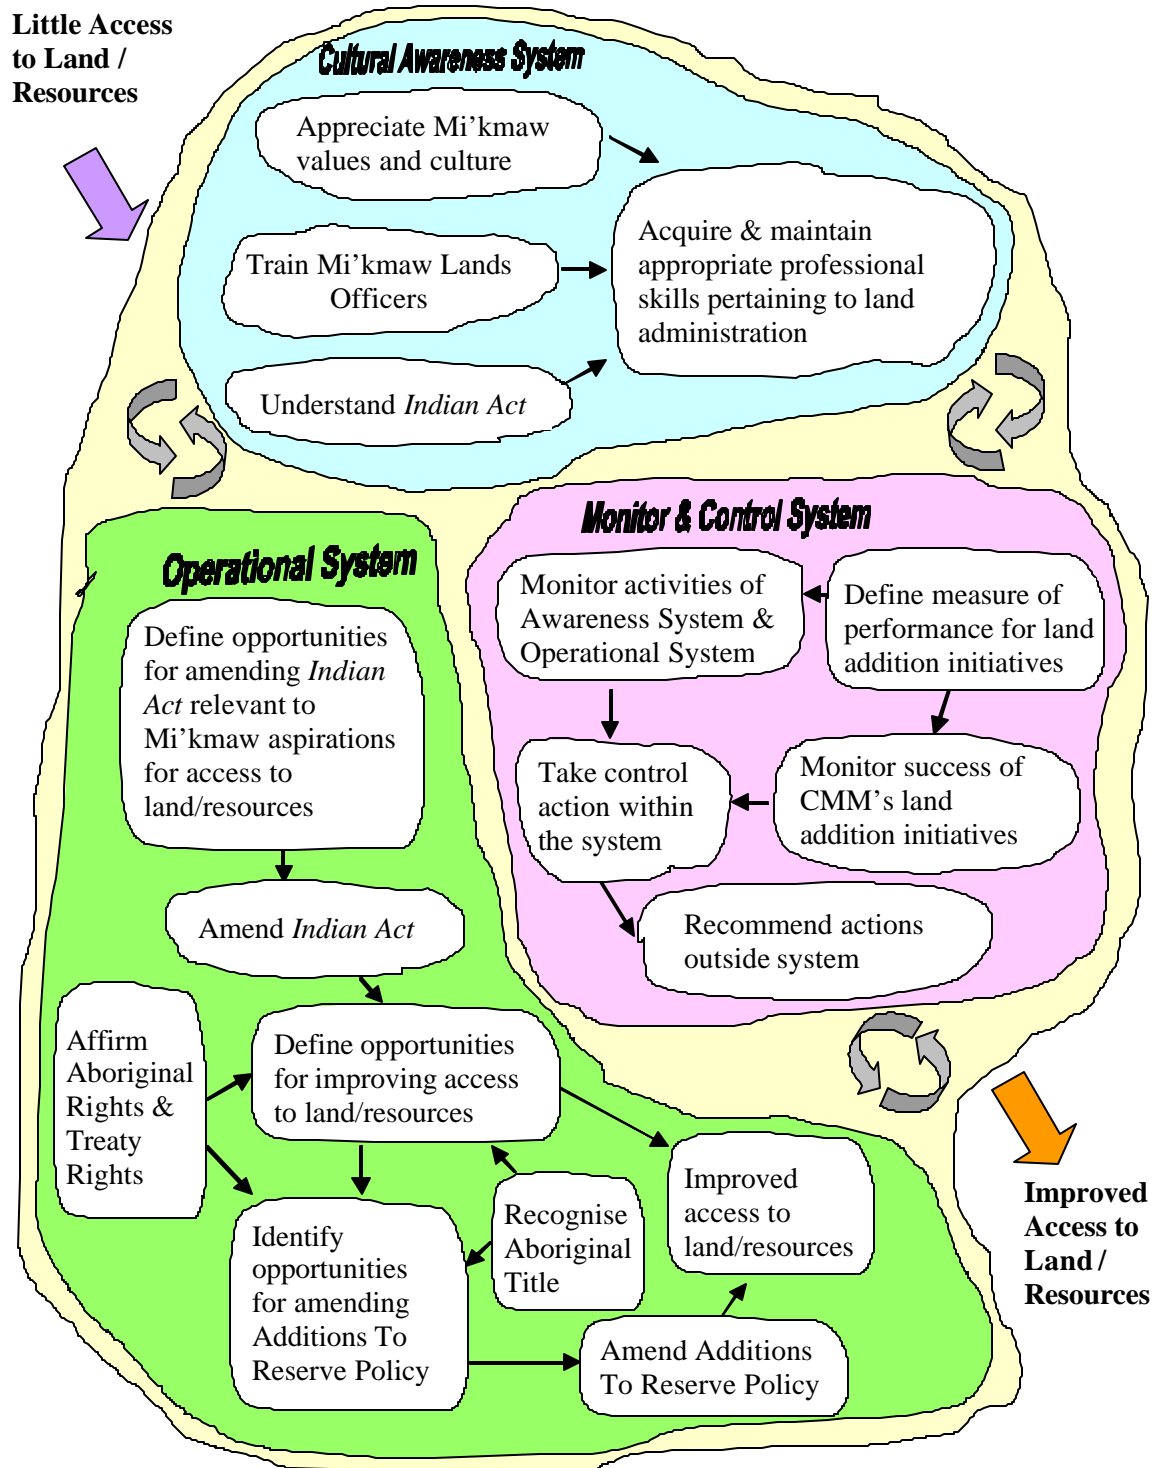 Little Access
to Land /
Resources
Cultural Awareness System
Appreciate Mi’kmaw
values and culture
Train Mi’kmaw Lands
Officers
Understand Indian Act
Acquire & maintain
appropriate professional
skills pertaining to land
administration
Monitor & Control System
Monitor activities of
Awareness System &
Operational System
Define measure of
performance for land
addition initiatives
Take control
action within
the system
Monitor success of
CMM’s land
addition initiatives
Recommend actions
outside system
Operational System
Define opportunities
for amending Indian
Act relevant to
Mi’kmaw aspirations
for access to
land/resources
Amend Indian Act
Affirm
Aboriginal
Rights &
Treaty
Rights
Define opportunities
for improving access
to land/resources
Identify
opportunities
for amending
Additions To
Reserve Policy
Recognise
Aboriginal
Title
Improved
access to
land/resources
Amend Additions
To Reserve Policy
Improved
Access to
Land /
Resources